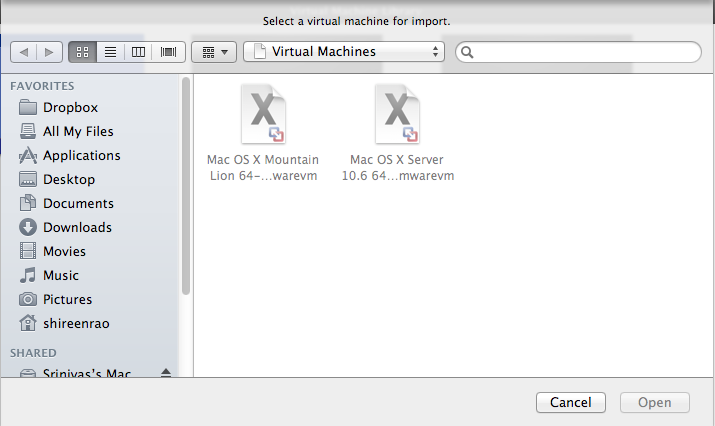 Select a virtual machine for import.
Virtual Machines
FAVORITES
Dropbox
All My Files
Applications
Desktop
Documents
Downloads
Movies
Music
Pictures
shireenrao
SHARED
Srinivas's Mac
Mac OS X Mountain
Lion 64-...warevm
Mac OS X Server
10.6 64...mwarevm
Cancel
Open